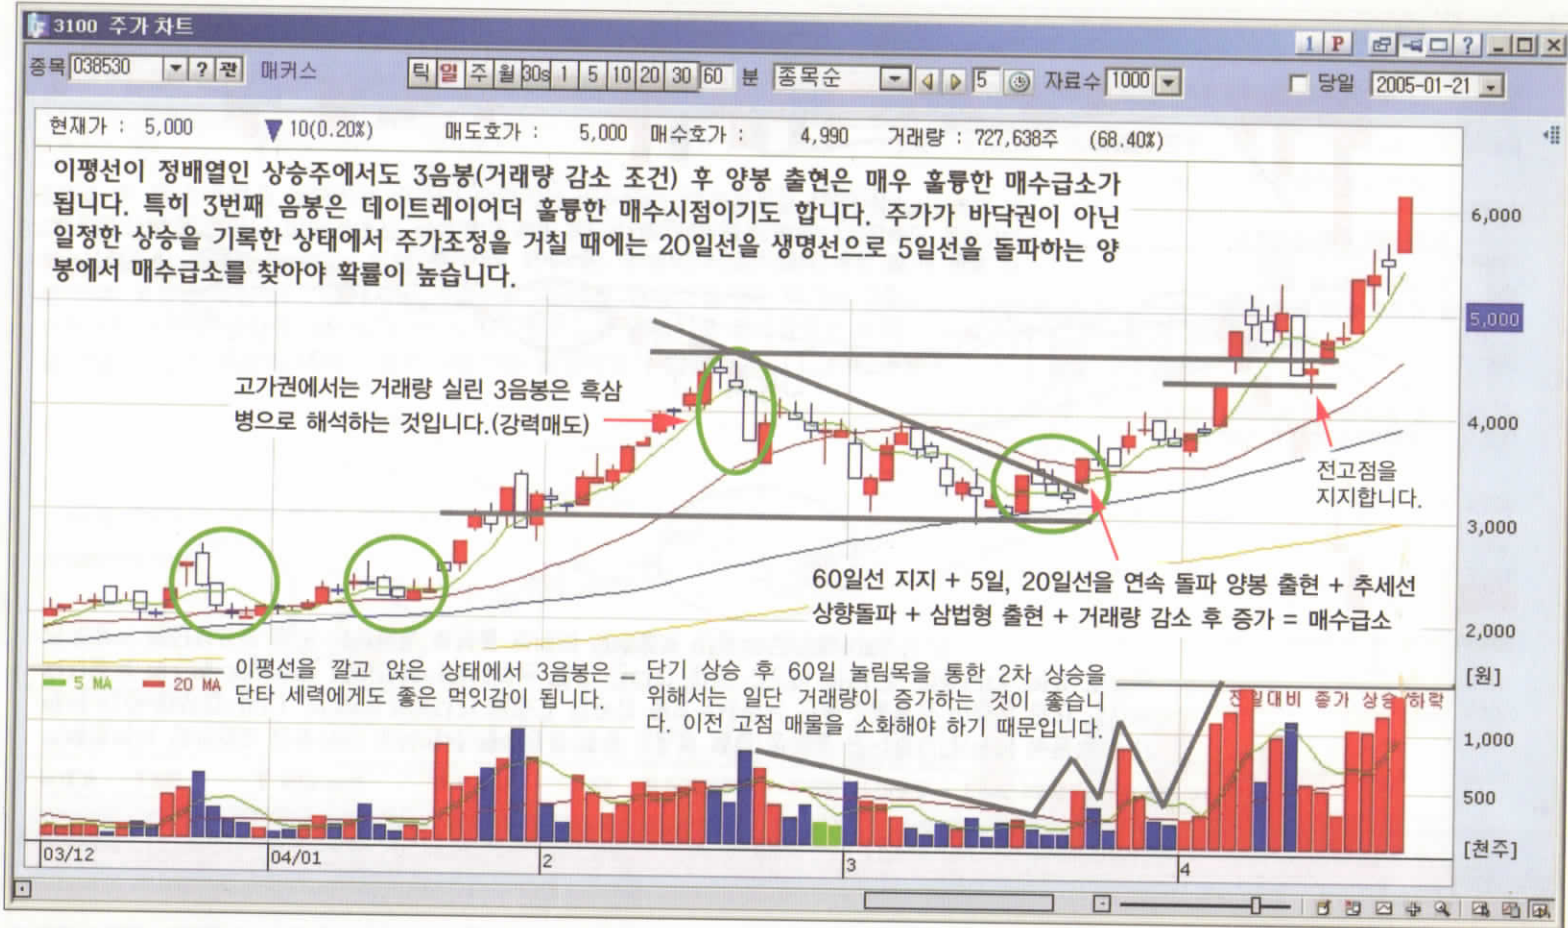 3100 주가 차트
1 P ?
종목 038530 ? 관 매커스 틱 일 주 월 30s 1 5 10 20 30 60 분 종목순 5 자료수 1000 당일 2005-01-21
현재가 : 5,000 ▼ 10(0.20%) 매도호가 : 5,000 매수호가 : 4,990 거래량 : 727,638주 (68.40%)
이평선이 정배열인 상승주에서도 3음봉(거래량 감소 조건) 후 양봉 출현은 매우 훌륭한 매수급소가
됩니다. 특히 3번째 음봉은 데이트레이어더 훌륭한 매수시점이기도 합니다. 주가가 바닥권이 아닌
일정한 상승을 기록한 상태에서 주가조정을 거칠 때에는 20일선을 생명선으로 5일선을 돌파하는 양
봉에서 매수급소를 찾아야 확률이 높습니다.
6,000
5,000
고가권에서는 거래량 실린 3음봉은 흑삼
병으로 해석하는 것입니다.(강력매도)
4,000
전고점을
지지합니다.
3,000
60일선 지지 + 5일, 20일선을 연속 돌파 양봉 출현 + 추세선
상향돌파 + 삼법형 출현 + 거래량 감소 후 증가 = 매수급소
2,000
[원]
5 MA 20 MA
이평선을 깔고 앉은 상태에서 3음봉은
단타 세력에게도 좋은 먹잇감이 됩니다.
단기 상승 후 60일 눌림목을 통한 2차 상승을
위해서는 일단 거래량이 증가하는 것이 좋습니
다. 이전 고점 매물을 소화해야 하기 때문입니다.
전일대비 종가 상승/하락
1,000
500
[천주]
03/12 04/01 2 3 4